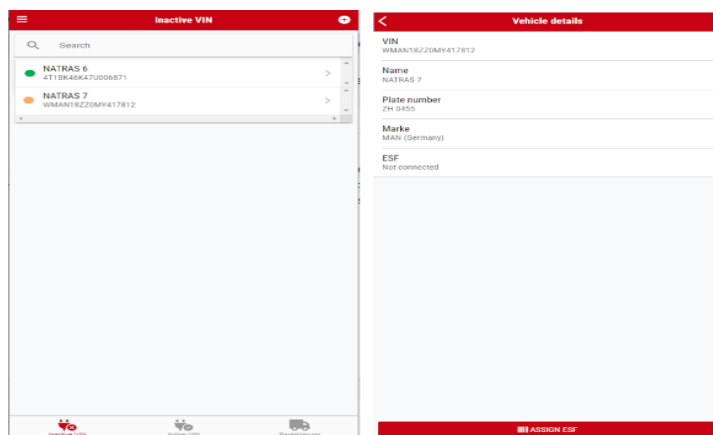 Inactive VIN
Search
NATRAS 6
4T1BK46K47U006871
NATRAS 7
WMAN18ZZ0MY417812
Inactive VIN
Active VIN
Vehicle details
VIN
WMAN18ZZ0MY417812
Name
NATRAS 7
Plate number
ZH 0455
Marke
MAN (Germany)
ESF
Not connected
ASSIGN ESF